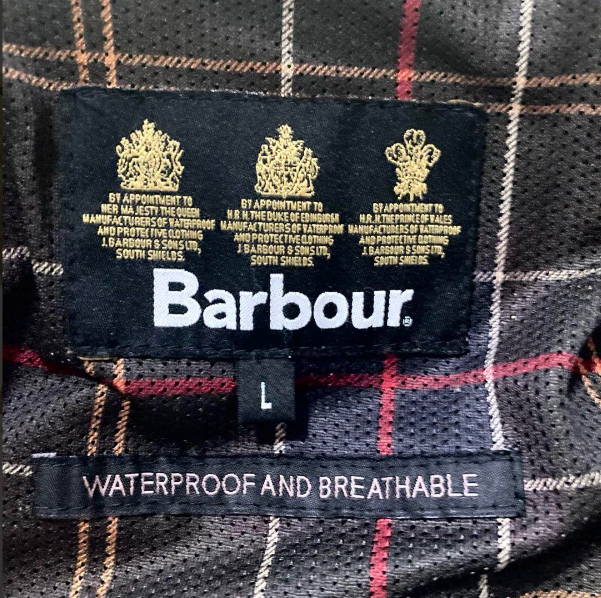 BY APPOINTMENT TO
HER MAJESTY THE QUEEN
MANUFACTURERS OF WATERPROOF
AND PROTECTIVE CLOTHING
J.BARBOUR & SONS LTD,
SOUTH SHIELDS.
BY APPOINTMENT TO
H.R.H. THE DUKE OF EDINBURGH
MANUFACTURERS OF WATERPROOF
AND PROTECTIVE CLOTHING
J.BARBOUR & SONS LTD,
SOUTH SHIELDS.
BY APPOINTMENT TO
H.R.H. THE PRINCE OF WALES
MANUFACTURERS OF WATERPROOF
AND PROTECTIVE CLOTHING
J.BARBOUR & SONS LTD,
SOUTH SHIELDS.
Barbour®
L
WATERPROOF AND BREATHABLE